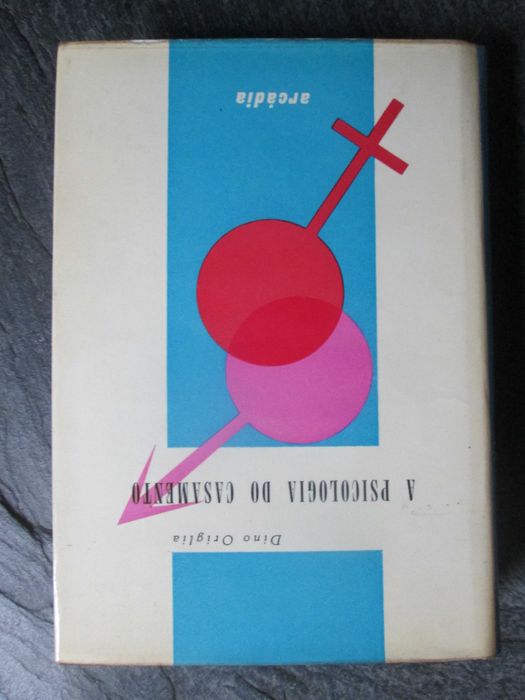 Dino Origlia
A PSICOLOGIA DO CASAMENTO
arcádia